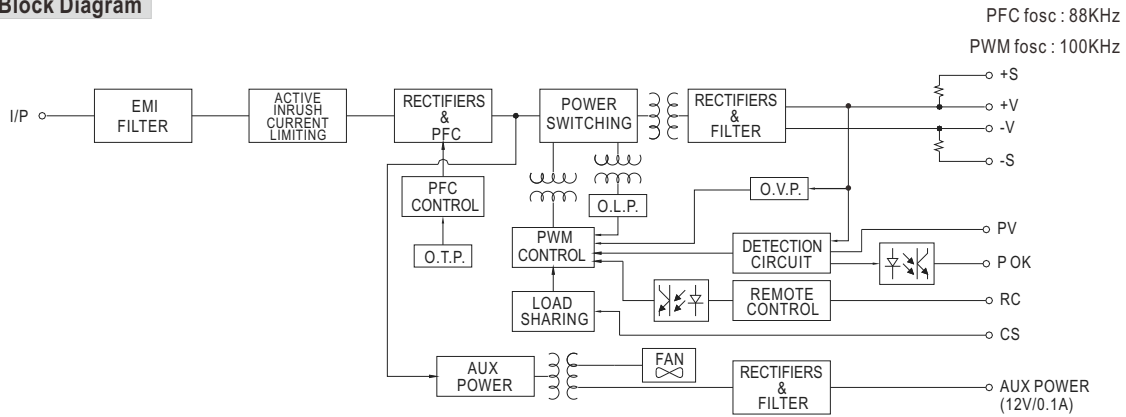 Block Diagram
PFC fosc : 88KHz
PWM fosc : 100KHz
I/P
EMI
FILTER
ACTIVE
INRUSH
CURRENT
LIMITING
RECTIFIERS
&
PFC
POWER
SWITCHING
RECTIFIERS
&
FILTER
+S
+V
-V
-S
PFC
CONTROL
O.T.P.
O.L.P.
O.V.P.
PWM
CONTROL
DETECTION
CIRCUIT
PV
P OK
LOAD
SHARING
REMOTE
CONTROL
RC
CS
AUX
POWER
FAN
RECTIFIERS
&
FILTER
AUX POWER
(12V/0.1A)